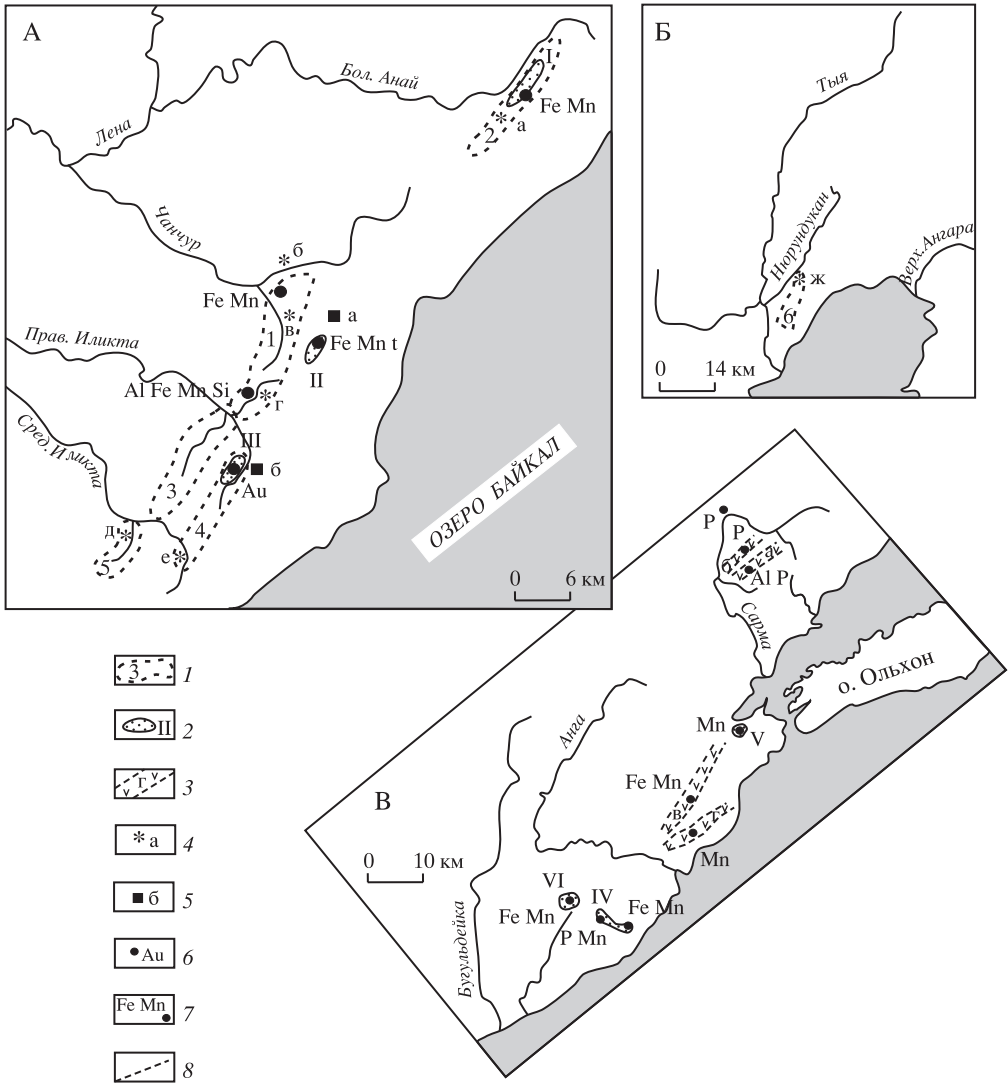 А
Бол. Анай
I
Fe Mn
2
а
Лена
Чанчур
б
Fe Mn
в
а
1
Fe Mn t
II
Прав. Иликта
Al Fe Mn Si
г
Сред. Иликта
III
б
Au
3
4
д
5
е
ОЗЕРО БАЙКАЛ
0 6 км
Б
Тыя
Нюрундукан
Верх. Ангара
ж
6
0 14 км
В
P
P
б
а
Al P
Сарма
о. Ольхон
Анга
Mn
V
Fe Mn
в
г
Mn
0 10 км
VI
IV
Fe Mn
Fe Mn
P Mn
Бугульдейка
3 1
II 2
г 3
* а 4
б 5
Au 6
Fe Mn 7
8